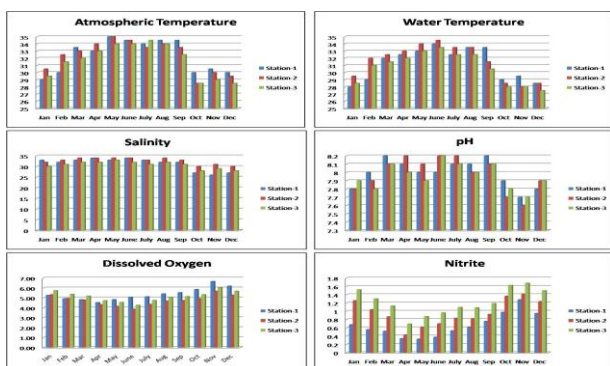 Atmospheric Temperature
35
34
33
32
31
30
29
28
27
26
25
Jan Feb Mar Apr May June July Aug Sep Oct Nov Dec
Station-1
Station-2
Station-3
Water Temperature
35
34
33
32
31
30
29
28
27
26
25
Jan Feb Mar Apr May June July Aug Sep Oct Nov Dec
Station-1
Station-2
Station-3
Salinity
35
30
25
20
15
10
5
0
Jan Feb Mar Apr May June July Aug Sep Oct Nov Dec
Station-1
Station-2
Station-3
pH
8.2
8.1
8
7.9
7.8
7.7
7.6
7.5
7.4
7.3
Jan Feb Mar Apr May June July Aug Sep Oct Nov Dec
Station-1
Station-2
Station-3
Dissolved Oxygen
7.00
6.00
5.00
4.00
3.00
2.00
1.00
0.00
Jan Feb Mar Apr May June July Aug Sep Oct Nov Dec
Station-1
Station-2
Station-3
Nitrite
1.8
1.6
1.4
1.2
1
0.8
0.6
0.4
0.2
0
Jan Feb Mar Apr May June July Aug Sep Oct Nov Dec
Station-1
Station-2
Station-3